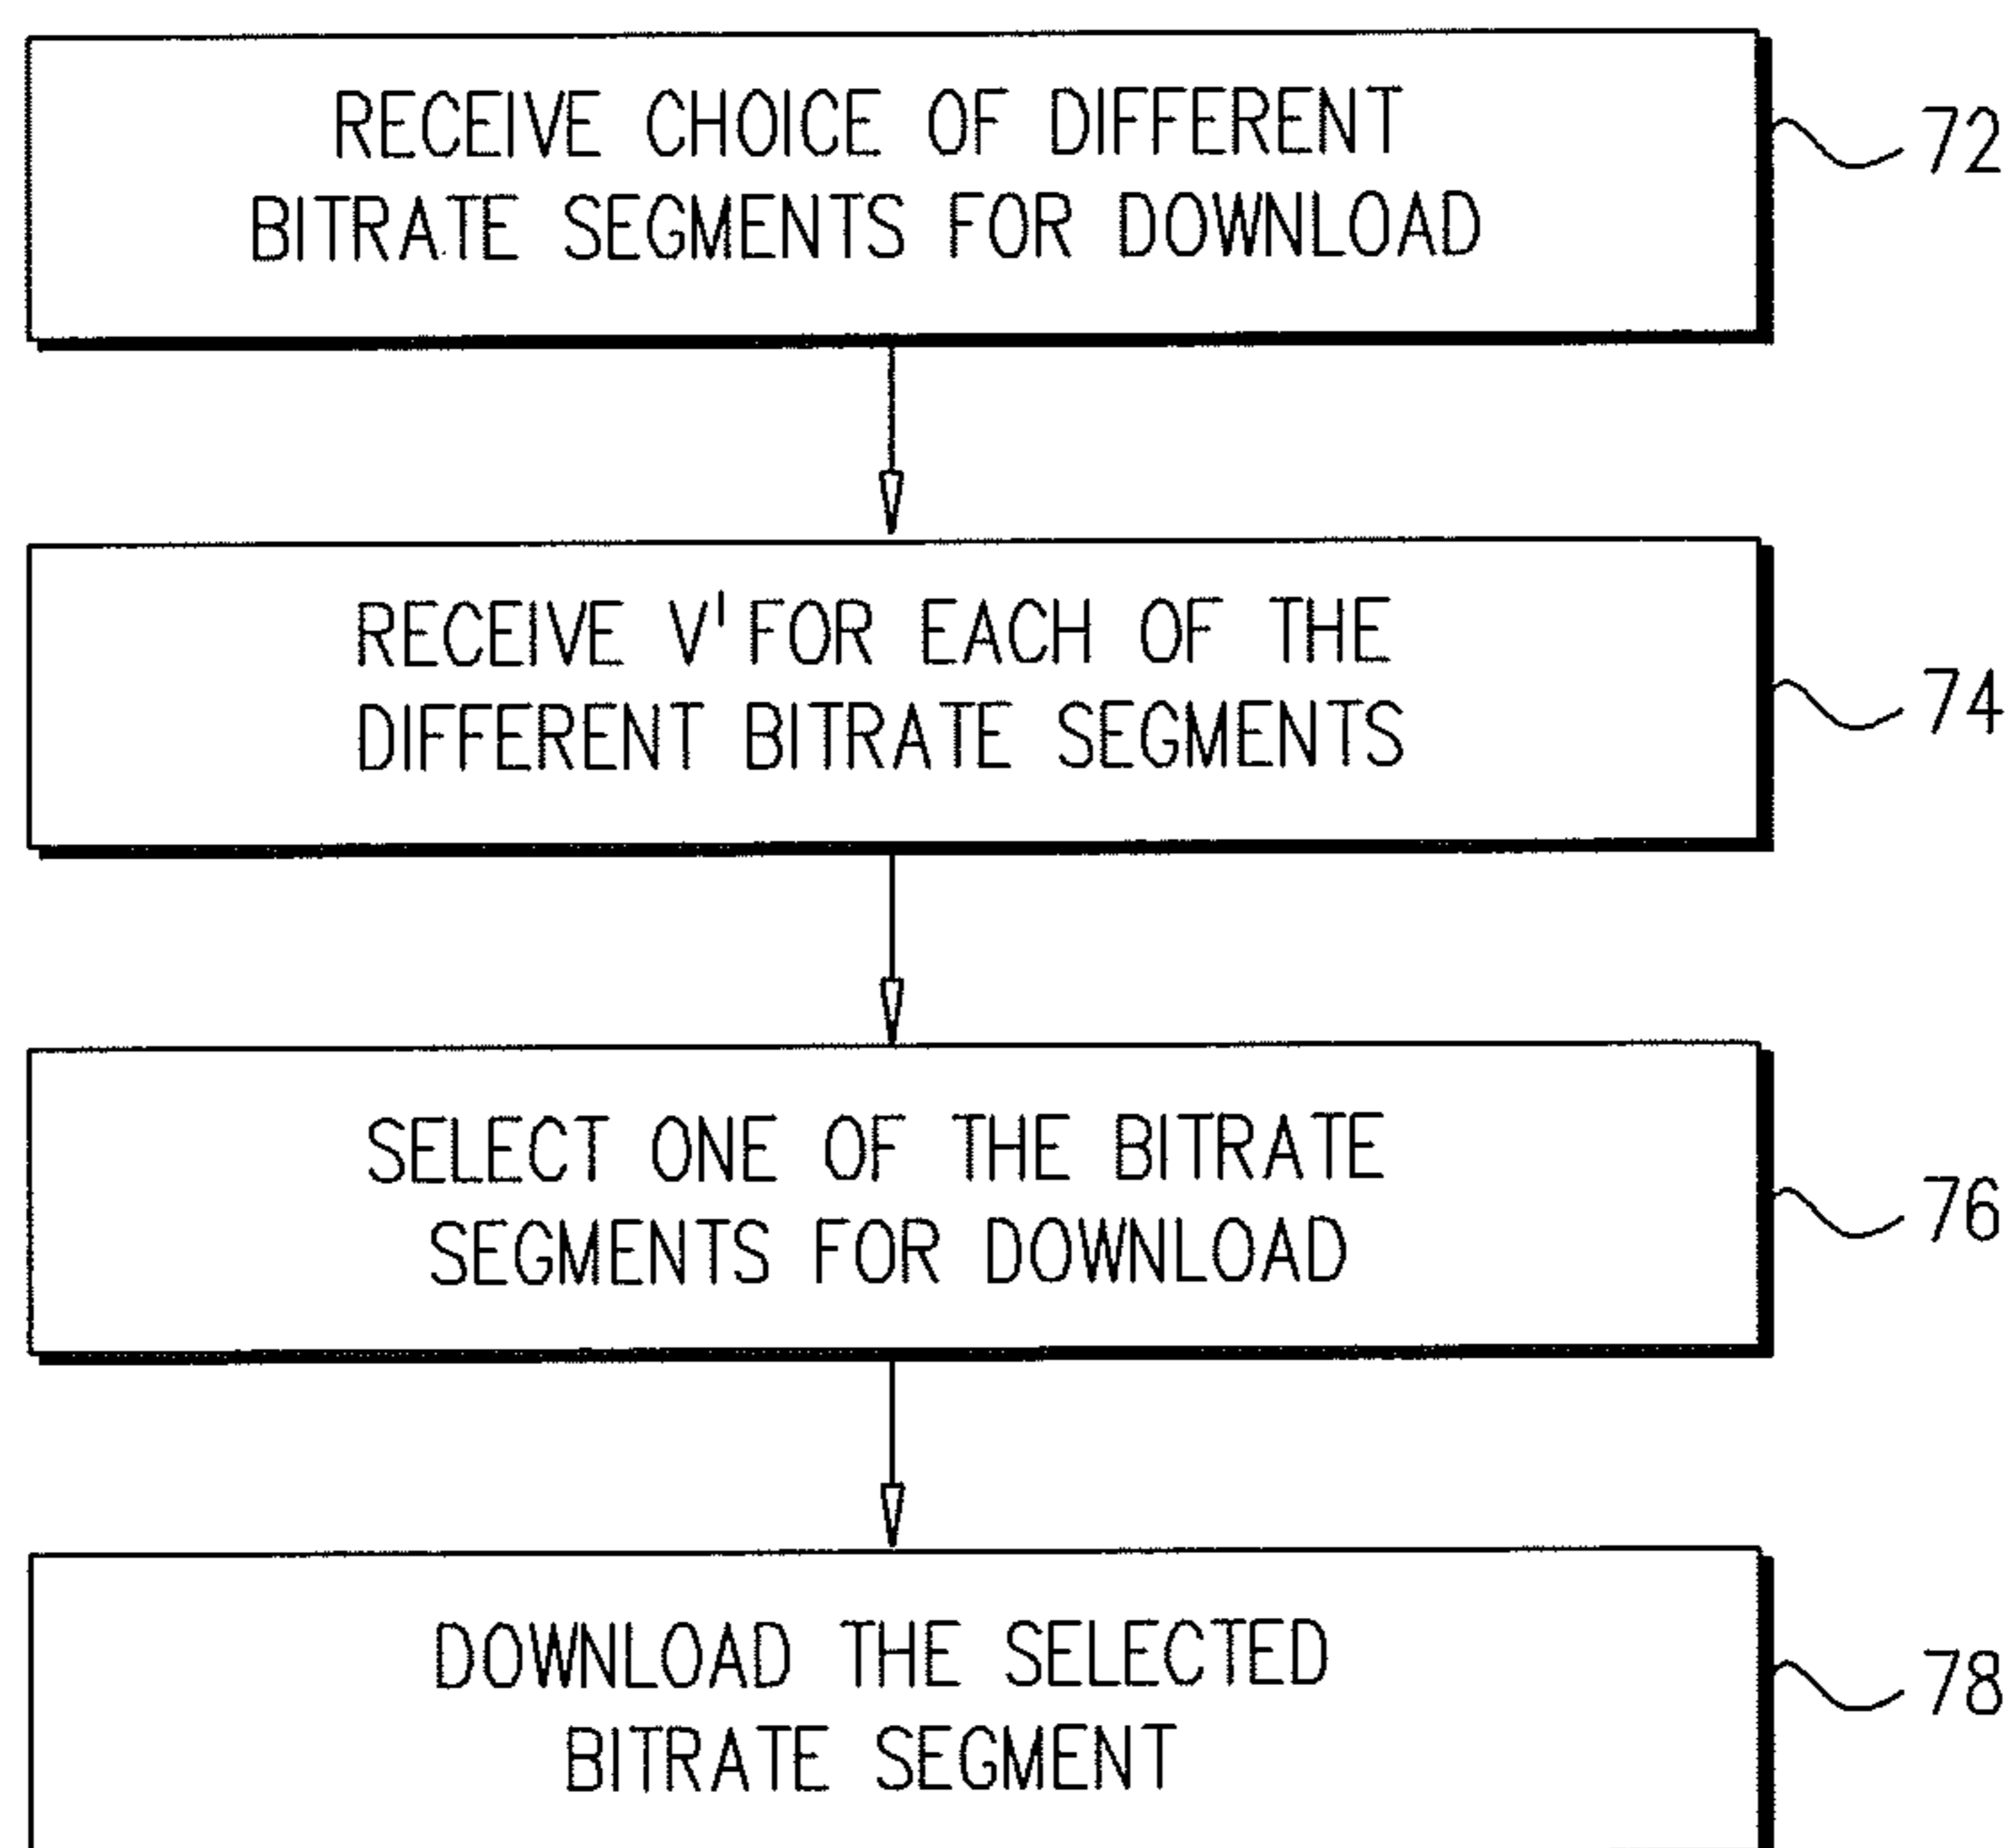 RECEIVE CHOICE OF DIFFERENT
BITRATE SEGMENTS FOR DOWNLOAD
72
RECEIVE V' FOR EACH OF THE
DIFFERENT BITRATE SEGMENTS
74
SELECT ONE OF THE BITRATE
SEGMENTS FOR DOWNLOAD
76
DOWNLOAD THE SELECTED
BITRATE SEGMENT
78